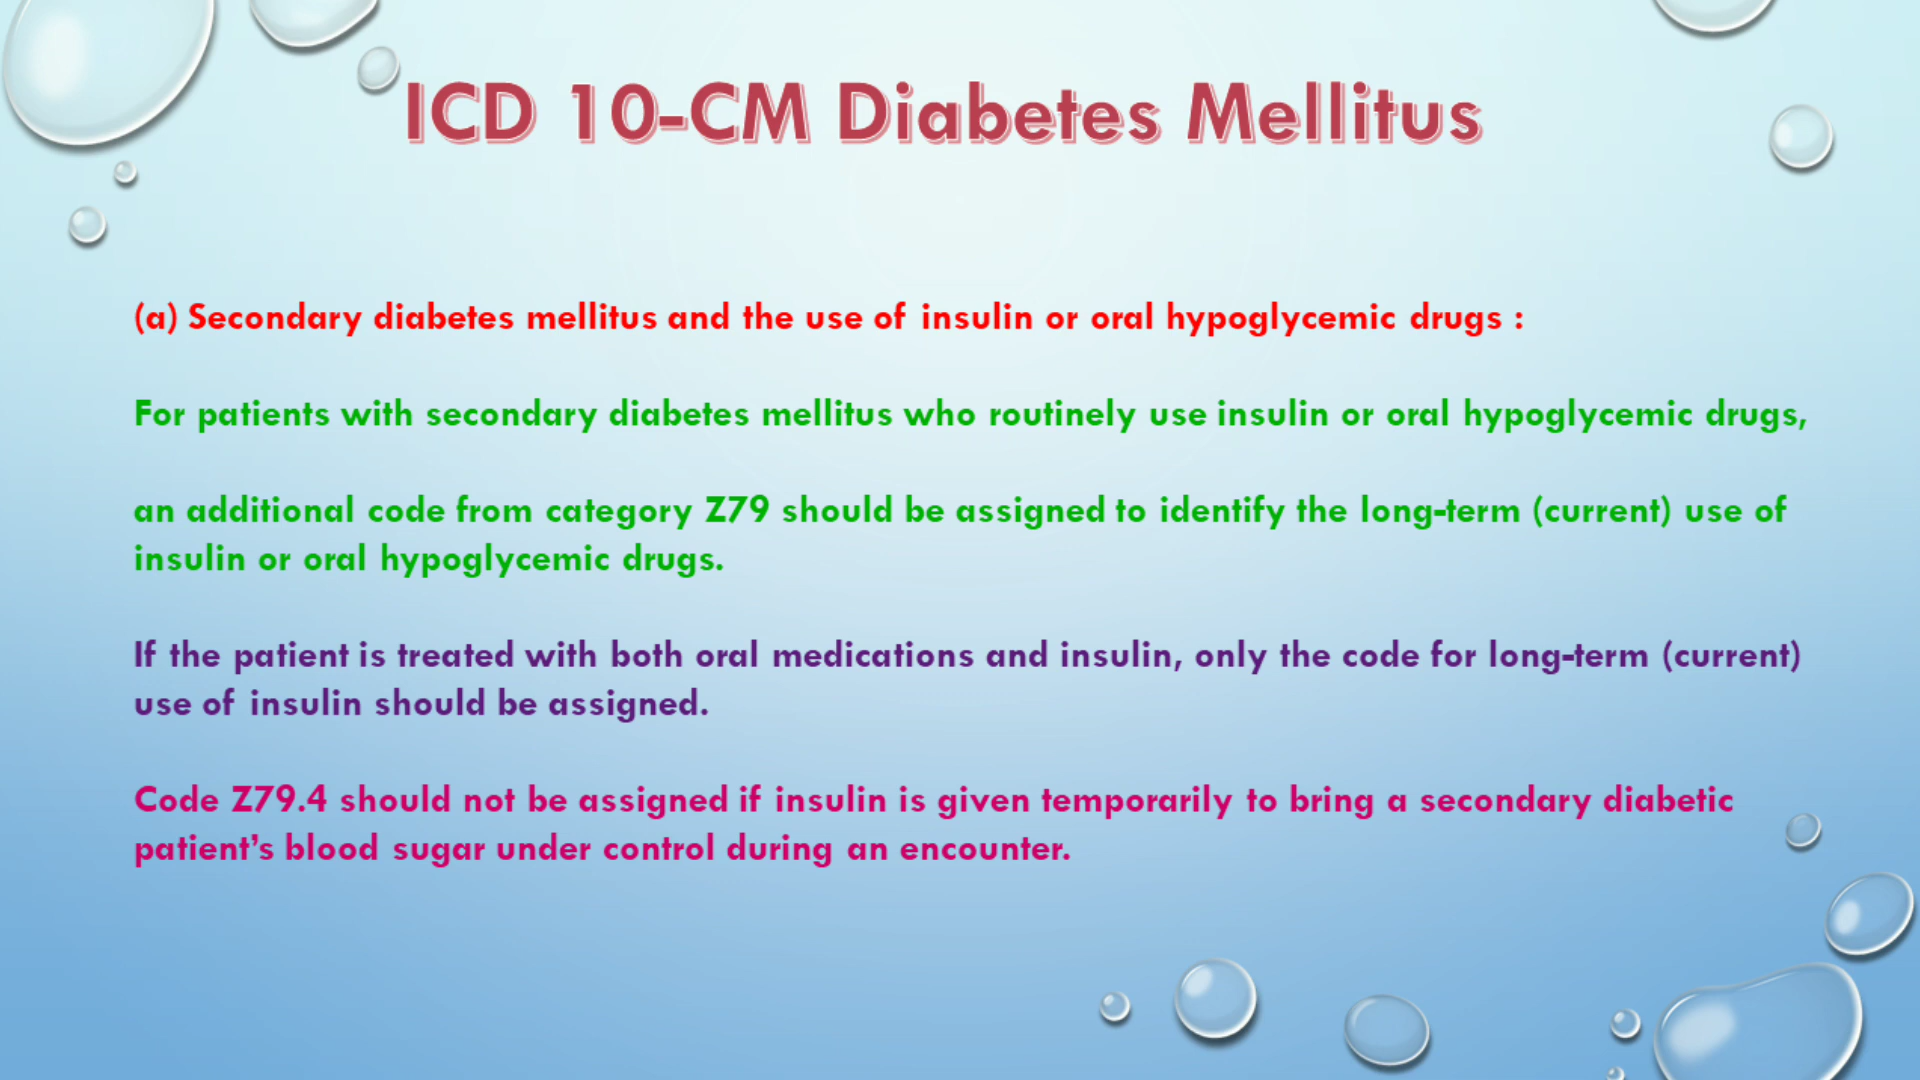 ICD 10-CM Diabetes Mellitus
(a) Secondary diabetes mellitus and the use of insulin or oral hypoglycemic drugs :
For patients with secondary diabetes mellitus who routinely use insulin or oral hypoglycemic drugs,
an additional code from category Z79 should be assigned to identify the long-term (current) use of
insulin or oral hypoglycemic drugs.
If the patient is treated with both oral medications and insulin, only the code for long-term (current)
use of insulin should be assigned.
Code Z79.4 should not be assigned if insulin is given temporarily to bring a secondary diabetic
patient’s blood sugar under control during an encounter.